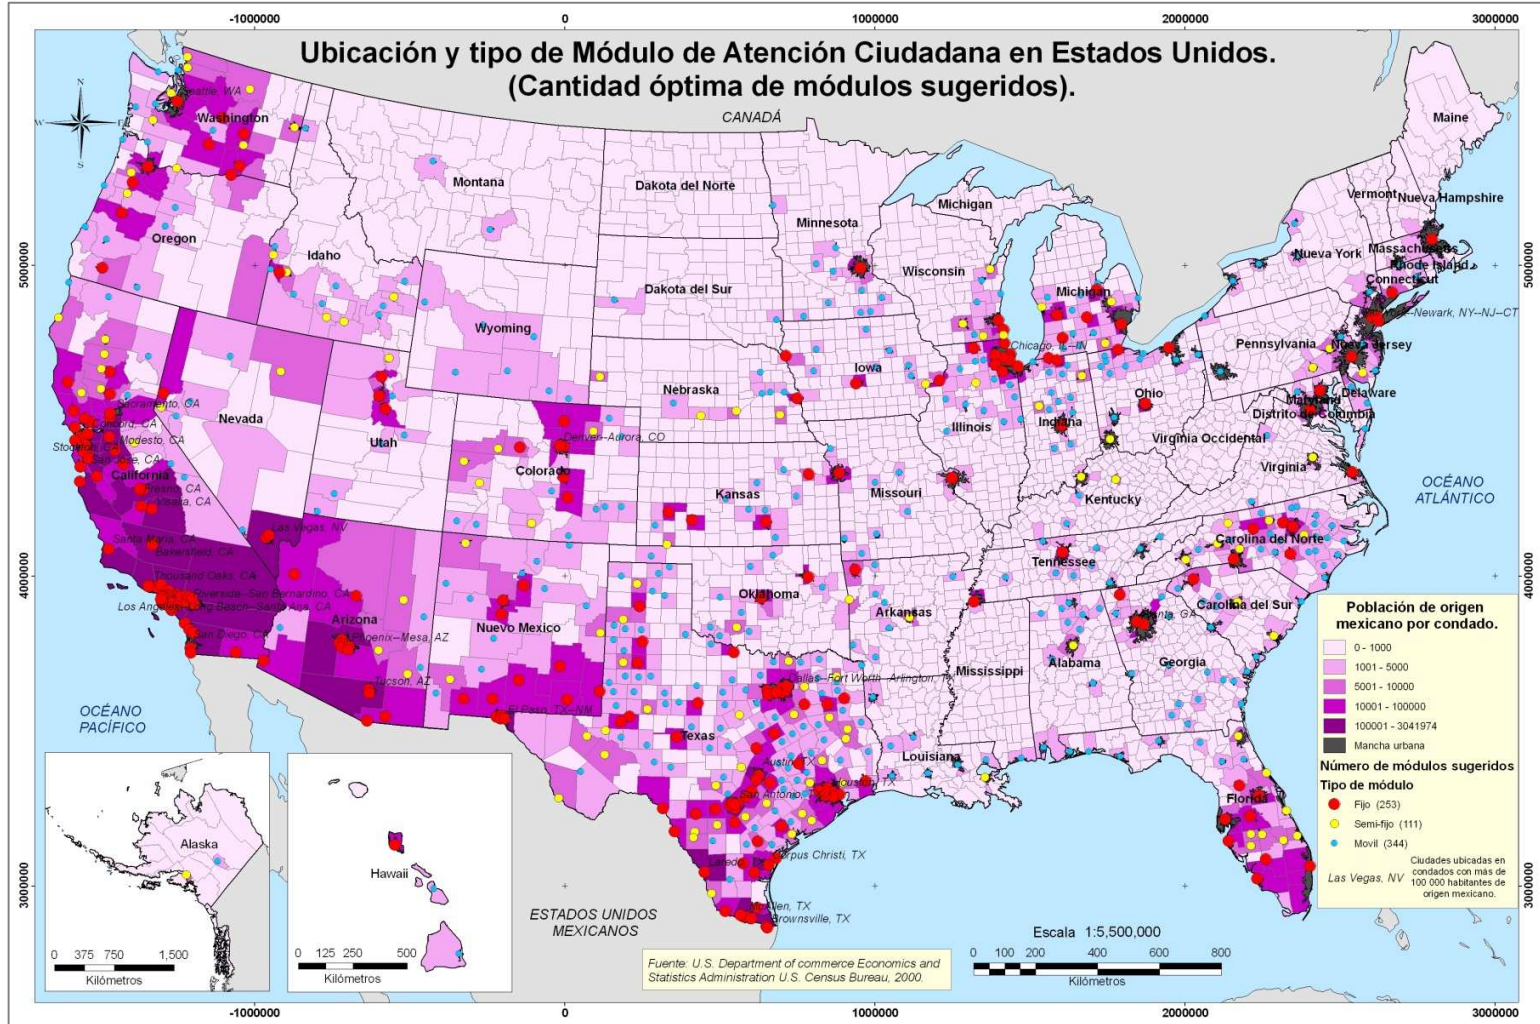 -1000000
0
1000000
2000000
3000000
Ubicación y tipo de Módulo de Atención Ciudadana en Estados Unidos.
(Cantidad óptima de módulos sugeridos).
CANADÁ
N
W
E
S
5000000
4000000
3000000
Seattle, WA
Washington
Montana
Dakota del Norte
Minnesota
Michigan
Maine
Vermont
Nueva Hampshire
Oregon
Idaho
Wisconsin
Nueva York
Massachusetts
Rhode Island
Connecticut
Dakota del Sur
Michigan
Wyoming
York--Newark, NY--NJ--CT
Chicago, IL--IN
Pennsylvania
Nueva Jersey
Iowa
Nebraska
Ohio
Delaware
Maryland
Distrito de Columbia
Sacramento, CA
Concord, CA
Nevada
Utah
Denver--Aurora, CO
Illinois
Indiana
Virginia Occidental
Modesto, CA
Stockton, CA
San Jose, CA
California
Colorado
Virginia
Fresno, CA
Visalia, CA
Kansas
Missouri
Kentucky
OCÉANO
ATLÁNTICO
Las Vegas, NV
Santa Maria, CA
Bakersfield, CA
Carolina del Norte
Tennessee
Thousand Oaks, CA
Riverside--San Bernardino, CA
Los Angeles--Long Beach--Santa Ana, CA
Oklahoma
Arkansas
Carolina del Sur
Atlanta, GA
Arizona
Nuevo Mexico
San Diego, CA
Phoenix--Mesa, AZ
Mississippi
Alabama
Georgia
Tucson, AZ
Dallas--Fort Worth--Arlington, T
El Paso, TX--NM
OCÉANO
PACÍFICO
Texas
Louisiana
Austin, TX
Houston, TX
San Antonio, TX
Florida
Laredo, TX
Corpus Christi, TX
McAllen, TX
Brownsville, TX
ESTADOS UNIDOS
MEXICANOS
Alaska
0 375 750 1,500
Kilómetros
Hawaii
0 125 250 500
Kilómetros
Población de origen
mexicano por condado.
0 - 1000
1001 - 5000
5001 - 10000
10001 - 100000
100001 - 3041974
Mancha urbana
Número de módulos sugeridos
Tipo de módulo
Fijo (253)
Semi-fijo (111)
Movil (344)
Las Vegas, NV
Ciudades ubicadas en
condados con más de
100 000 habitantes de
origen mexicano.
Fuente: U.S. Department of commerce Economics and
Statistics Administration U.S. Census Bureau, 2000.
Escala 1:5,500,000
0 100 200 400 600 800
Kilómetros
5000000
4000000
3000000
-1000000
0
1000000
2000000
3000000